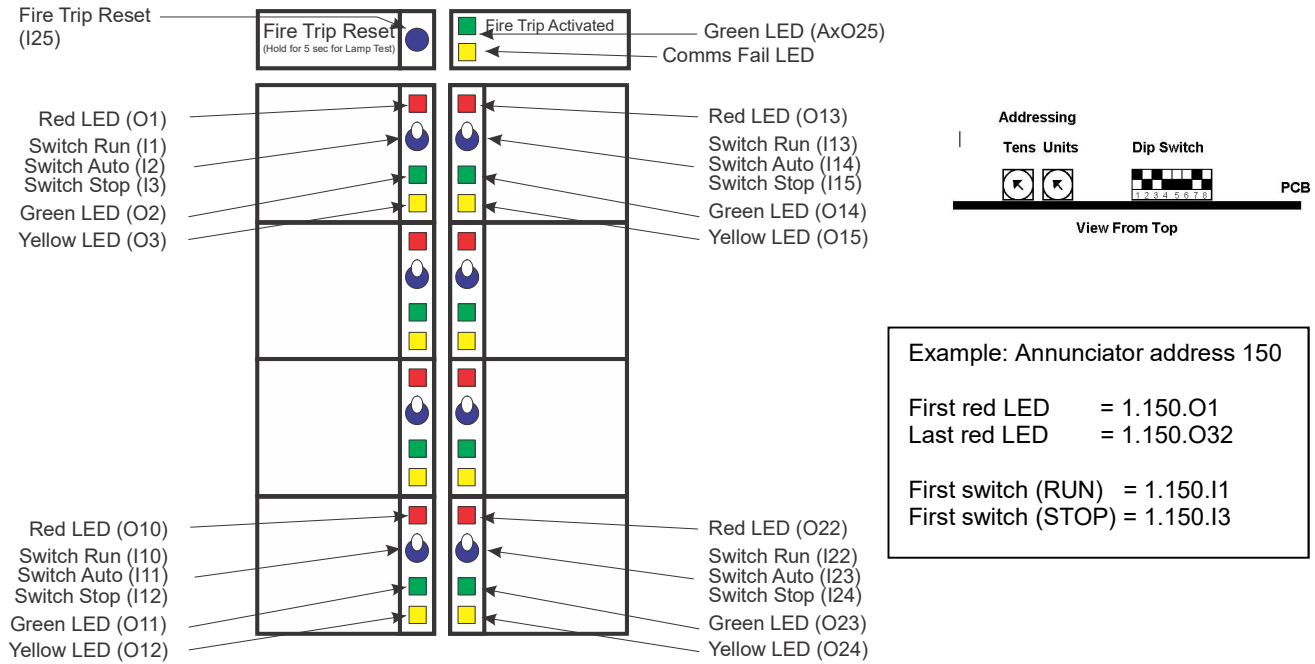 Fire Trip Reset
(I25)
Fire Trip Reset
(Hold for 5 sec for Lamp Test)
Fire Trip Activated
Green LED (AxO25)
Comms Fail LED
Red LED (O1)
Switch Run (I1)
Switch Auto (I2)
Switch Stop (I3)
Green LED (O2)
Yellow LED (O3)
Red LED (O13)
Switch Run (I13)
Switch Auto (I14)
Switch Stop (I15)
Green LED (O14)
Yellow LED (O15)
Red LED (O10)
Switch Run (I10)
Switch Auto (I11)
Switch Stop (I12)
Green LED (O11)
Yellow LED (O12)
Red LED (O22)
Switch Run (I22)
Switch Auto (I23)
Switch Stop (I24)
Green LED (O23)
Yellow LED (O24)
Addressing
Tens Units Dip Switch
1 2 3 4 5 6 7 8
PCB
View From Top
Example: Annunciator address 150
First red LED = 1.150.O1
Last red LED = 1.150.O32
First switch (RUN) = 1.150.I1
First switch (STOP) = 1.150.I3